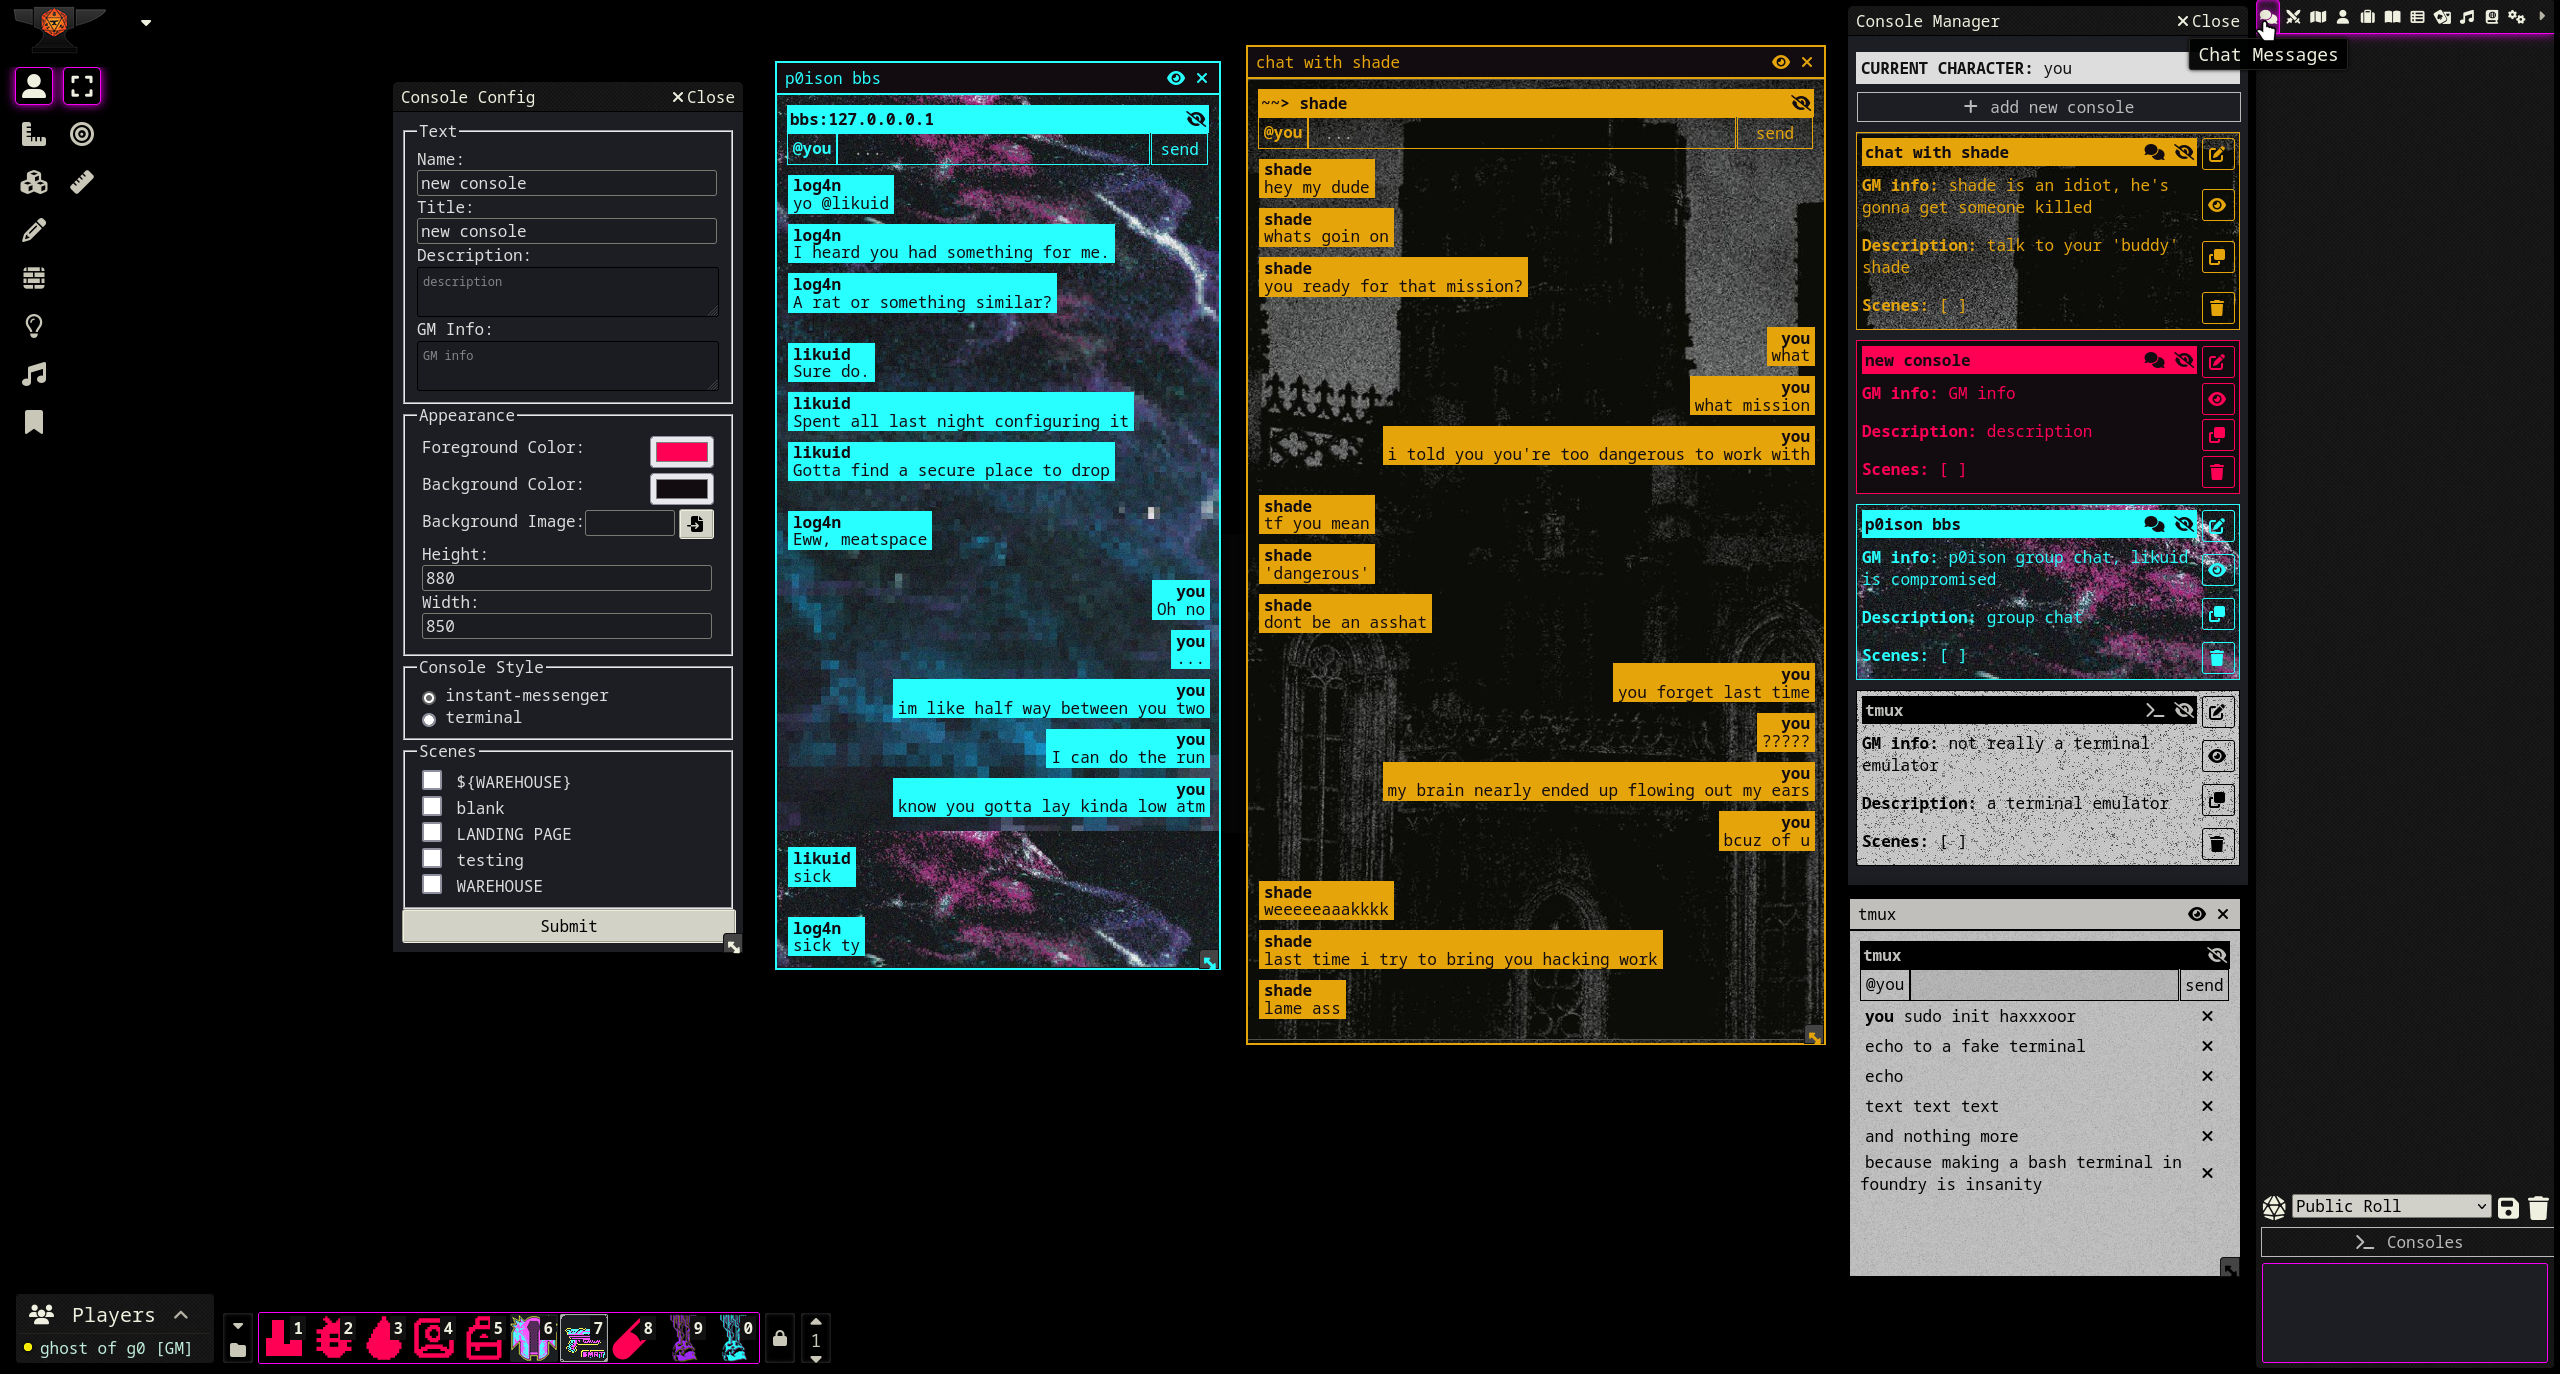 Console Config
Close
Text
Name:
new console
Title:
new console
Description:
description
GM Info:
GM info
Appearance
Foreground Color:
Background Color:
Background Image:
Height:
880
Width:
850
Console Style
instant-messenger
terminal
Scenes
${WAREHOUSE}
blank
LANDING PAGE
testing
WAREHOUSE
Submit
p0ison bbs
bbs:127.0.0.0.1
@you ... send
log4n
yo @likuid
log4n
I heard you had something for me.
log4n
A rat or something similar?
likuid
Sure do.
likuid
Spent all last night configuring it
likuid
Gotta find a secure place to drop
log4n
Eww, meatspace
you
Oh no
you
...
you
im like half way between you two
you
I can do the run
you
know you gotta lay kinda low atm
likuid
sick
log4n
sick ty
chat with shade
~~> shade
@you ... send
shade
hey my dude
shade
whats goin on
shade
you ready for that mission?
you
what
you
what mission
you
i told you you're too dangerous to work with
shade
tf you mean
shade
'dangerous'
shade
dont be an asshat
you
you forget last time
you
?????
you
my brain nearly ended up flowing out my ears
you
bcuz of u
shade
weeeeeaaakkkk
shade
last time i try to bring you hacking work
shade
lame ass
Console Manager
Close
Chat Messages
CURRENT CHARACTER: you
+ add new console
chat with shade
GM info: shade is an idiot, he's
gonna get someone killed
Description: talk to your 'buddy'
shade
Scenes: [ ]
new console
GM info: GM info
Description: description
Scenes: [ ]
p0ison bbs
GM info: p0ison group chat, likuid
is compromised
Description: group chat
Scenes: [ ]
tmux
GM info: not really a terminal
emulator
Description: a terminal emulator
Scenes: [ ]
tmux
tmux
@you send
you sudo init haxxxoor
echo to a fake terminal
echo
text text text
and nothing more
because making a bash terminal in
foundry is insanity
Public Roll
Consoles
Players
ghost of g0 [GM]
1 2 3 4 5 6 7 8 9 0
1